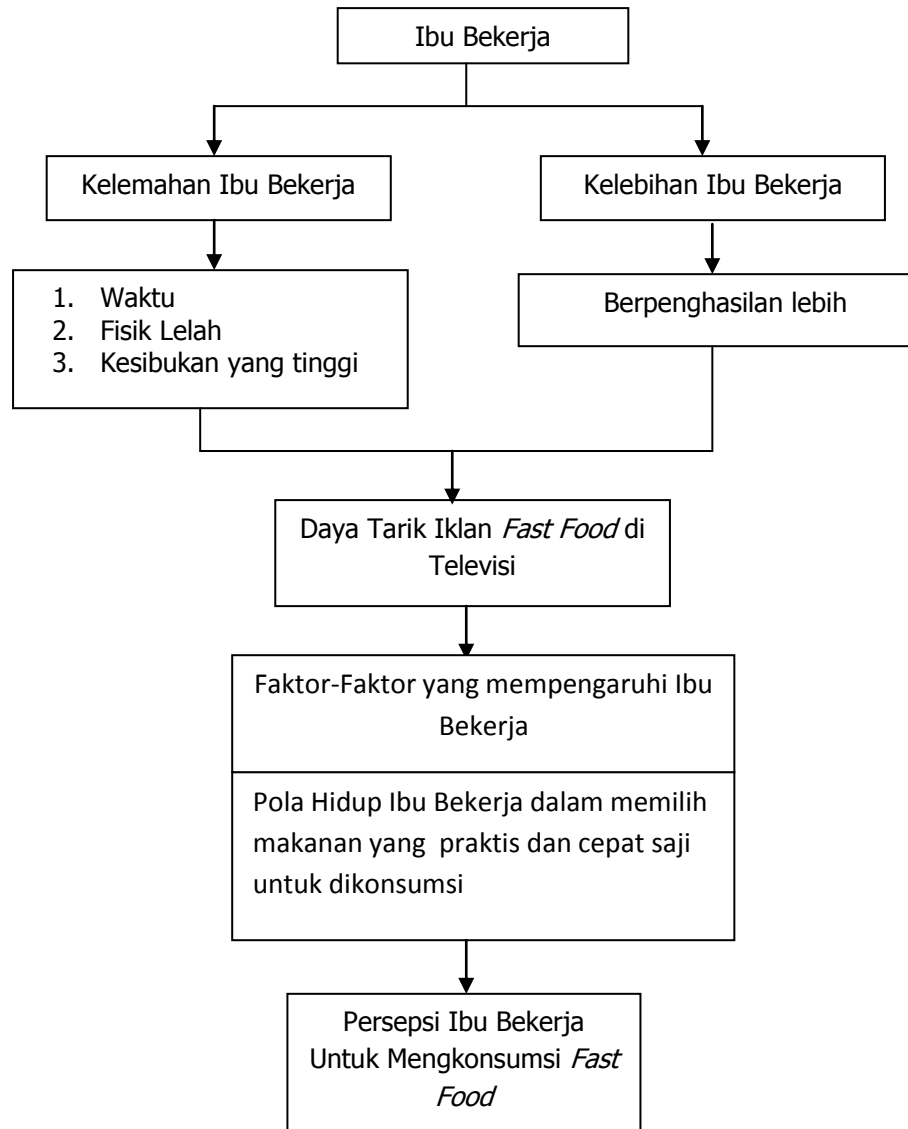 Ibu Bekerja
Kelemahan Ibu Bekerja
Kelebihan Ibu Bekerja
1. Waktu
2. Fisik Lelah
3. Kesibukan yang tinggi
Berpenghasilan lebih
Daya Tarik Iklan Fast Food di
Televisi
Faktor-Faktor yang mempengaruhi Ibu
Bekerja
Pola Hidup Ibu Bekerja dalam memilih
makanan yang praktis dan cepat saji
untuk dikonsumsi
Persepsi Ibu Bekerja
Untuk Mengkonsumsi Fast
Food